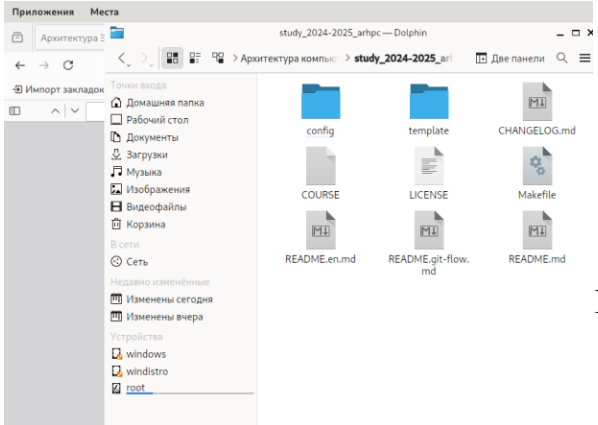 Приложения Места
study_2024-2025_arhpc — Dolphin
Архитектура
Архитектура компью
study_2024-2025_ar
Две панели
Импорт закладок
Точки входа
Домашняя папка
Рабочий стол
Документы
Загрузки
Музыка
Изображения
Видеофайлы
Корзина
В сети
Сеть
Недавно изменённые
Изменены сегодня
Изменены вчера
Устройства
windows
windistro
root
config template CHANGELOG.md
COURSE LICENSE Makefile
README.en.md README.git-flow. README.md
md